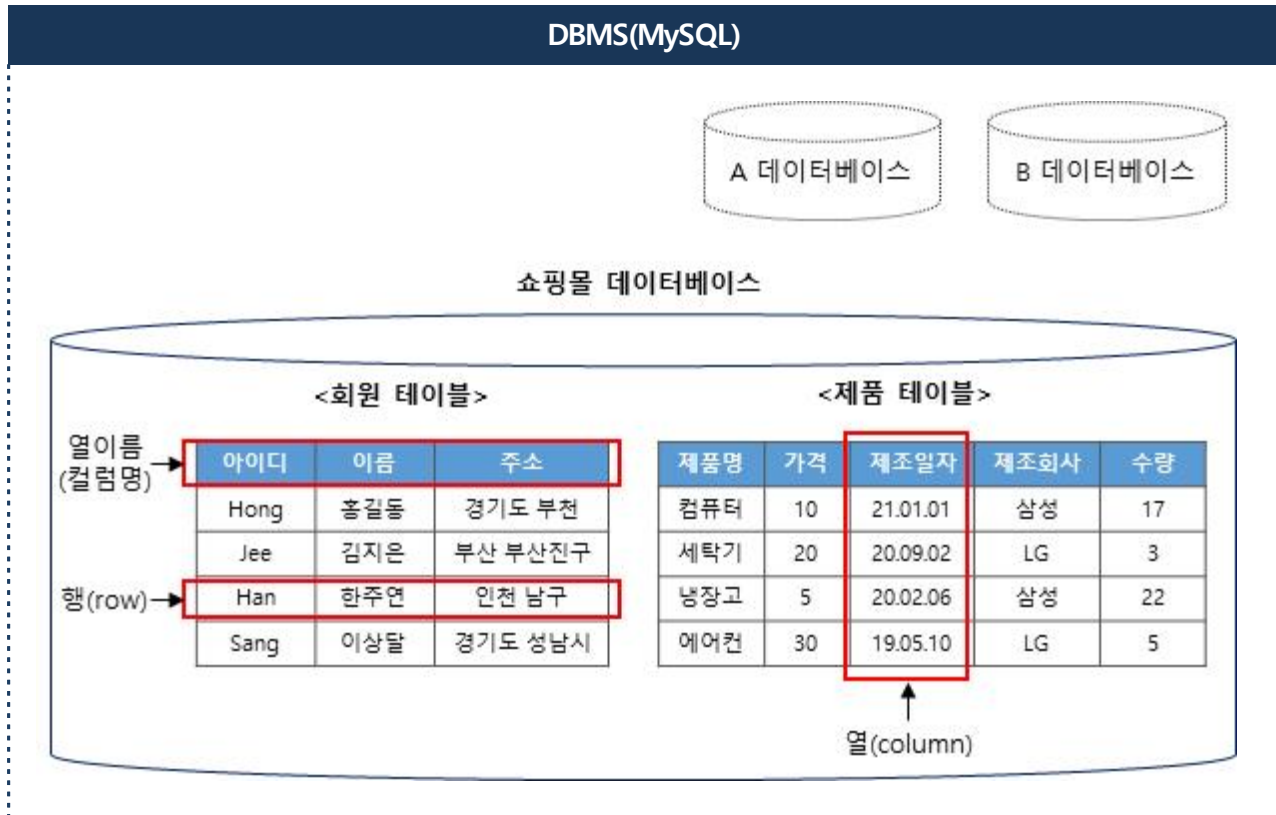 DBMS(MySQL)
A 데이터베이스
B 데이터베이스
쇼핑몰 데이터베이스
<회원 테이블>
<제품 테이블>
열이름
(컬럼명)
아이디 이름 주소
Hong 홍길동 경기도 부천
Jee 김지은 부산 부산진구
행(row)
Han 한주연 인천 남구
Sang 이상달 경기도 성남시
제품명 가격 제조일자 제조회사 수량
컴퓨터 10 21.01.01 삼성 17
세탁기 20 20.09.02 LG 3
냉장고 5 20.02.06 삼성 22
에어컨 30 19.05.10 LG 5
열(column)